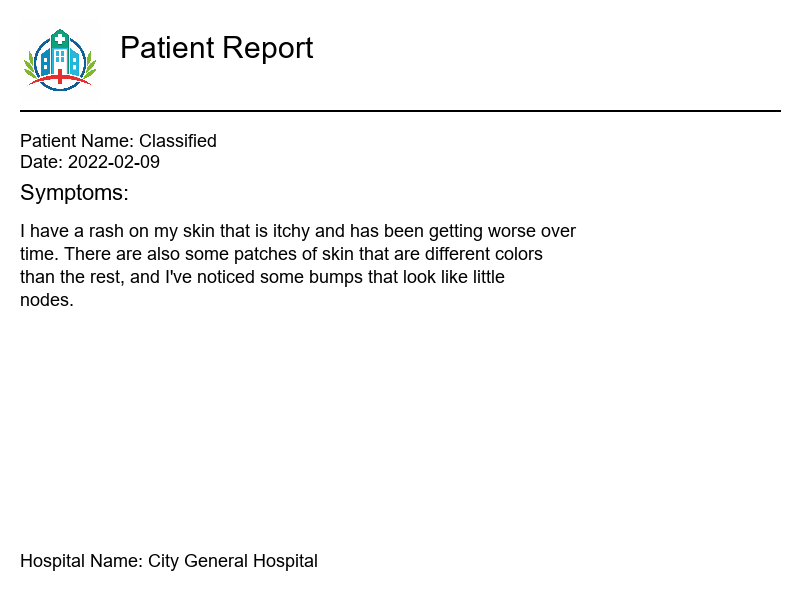 Patient Report
Patient Name: Classified
Date: 2022-02-09
Symptoms:
I have a rash on my skin that is itchy and has been getting worse over
time. There are also some patches of skin that are different colors
than the rest, and I've noticed some bumps that look like little
nodes.
Hospital Name: City General Hospital